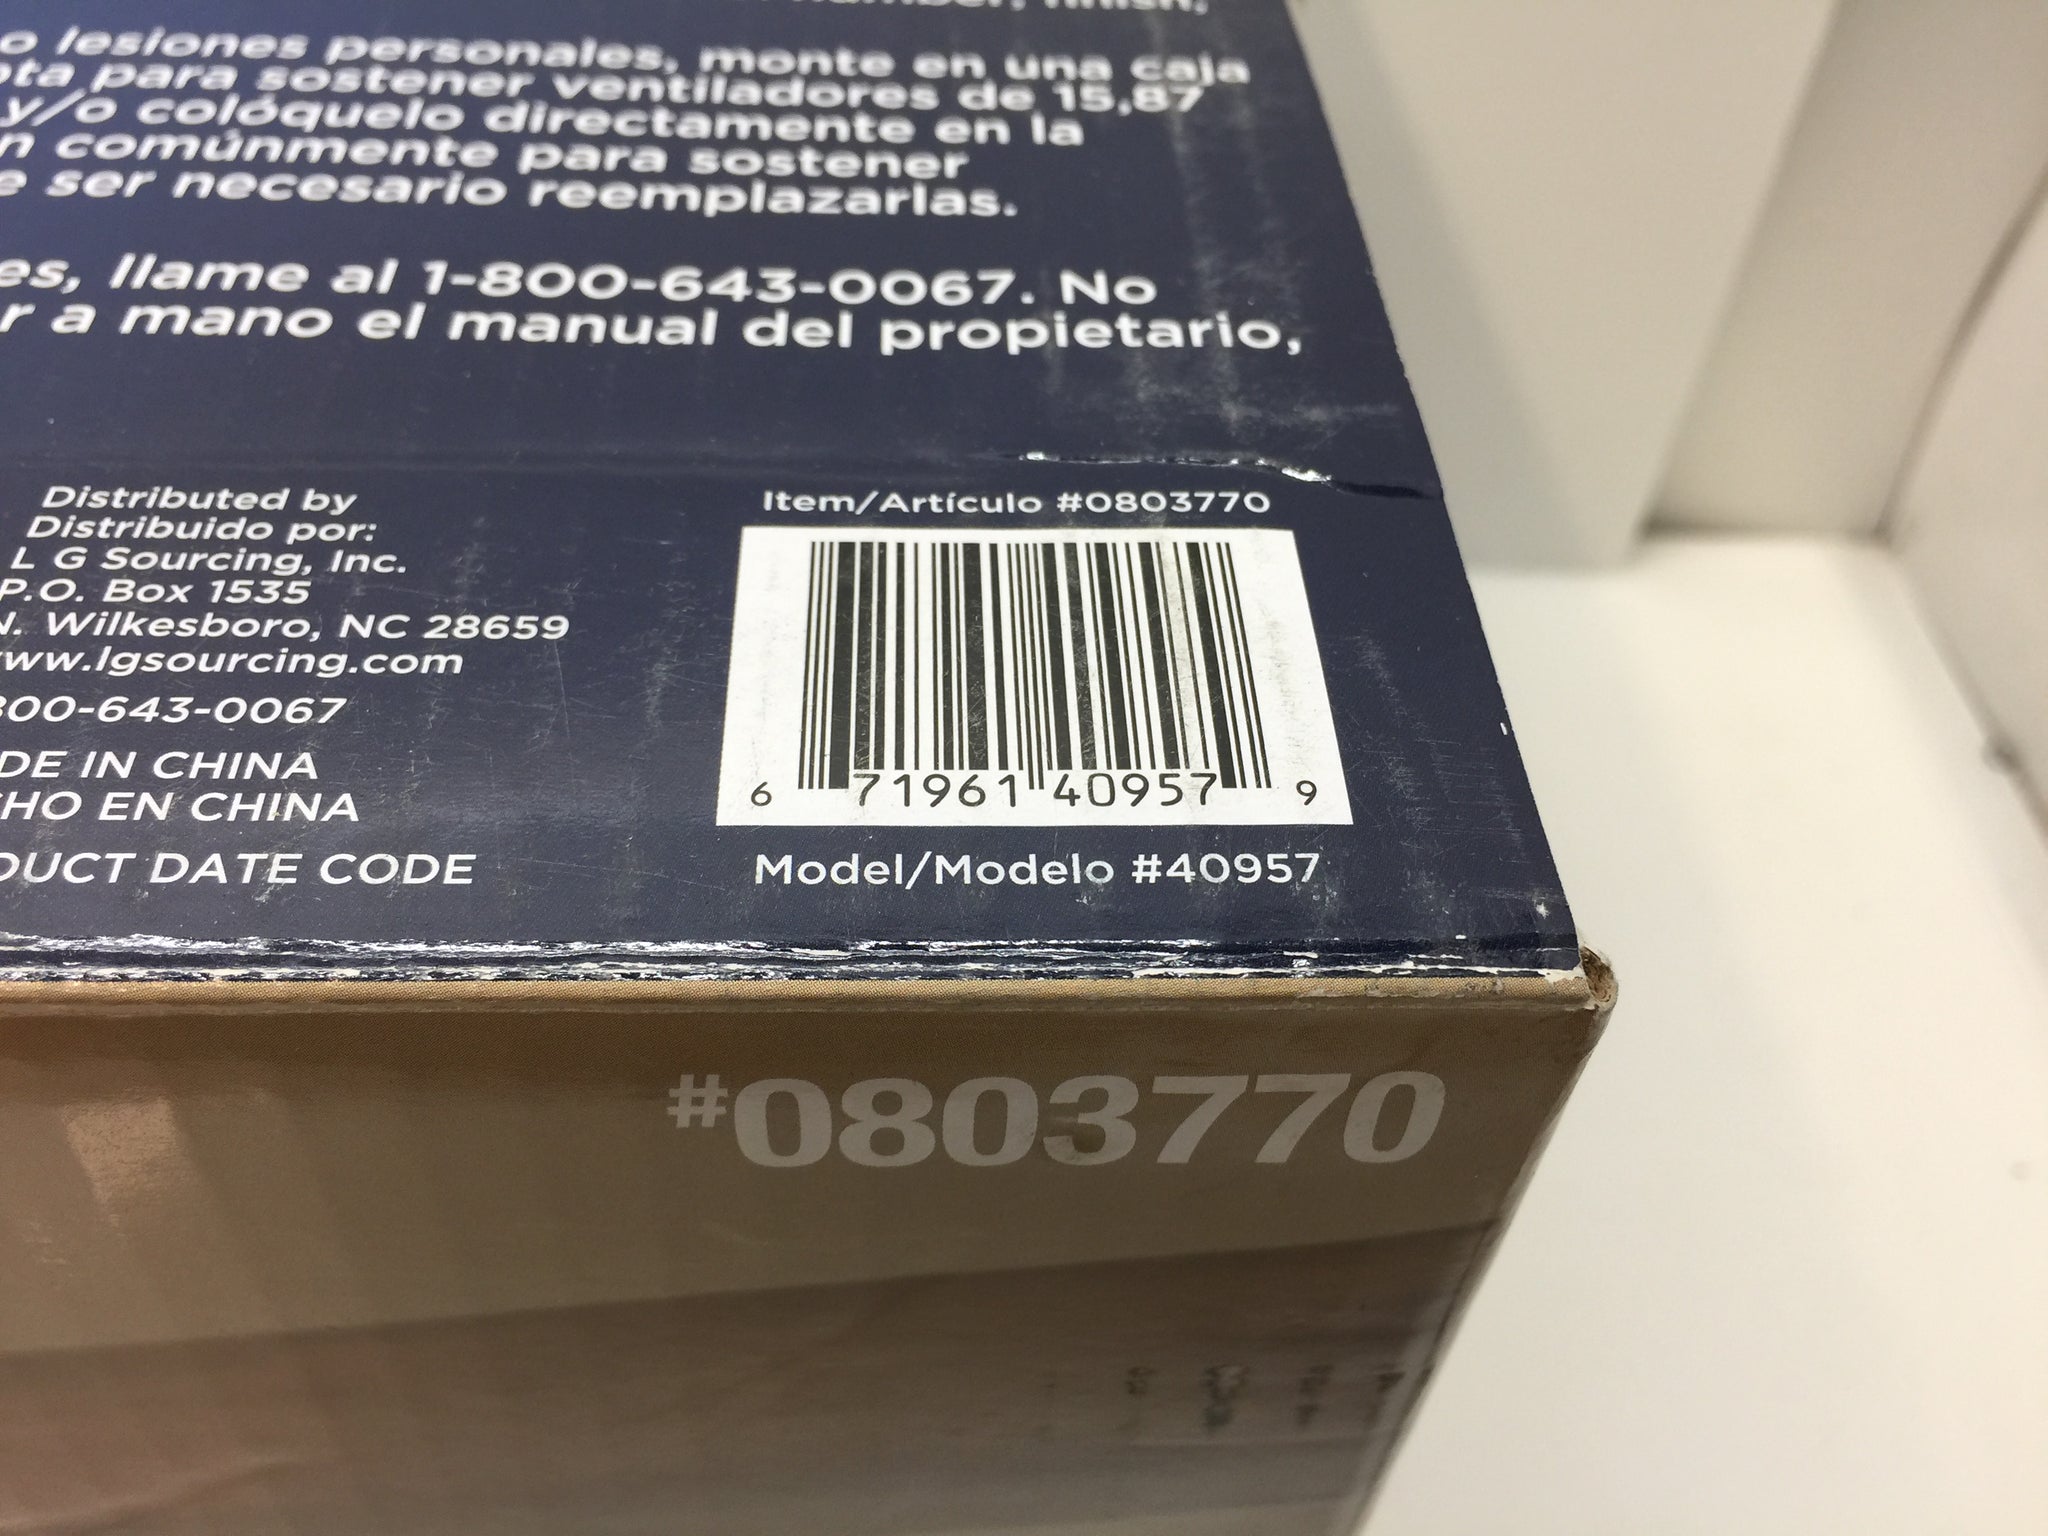 finish,
o lesiones personales, monte en una caja
para sostener ventiladores de 15,87
y/o colóquelo directamente en la
comúnmente para sostener
ser necesario reemplazarlas.
es, llame al 1-800-643-0067. No
r a mano el manual del propietario,
Distributed by
Distribuido por:
L G Sourcing, Inc.
P.O. Box 1535
N. Wilkesboro, NC 28659
ww.lgsourcing.com
800-643-0067
DE IN CHINA
HO EN CHINA
DUCT DATE CODE
Item/Artículo #0803770
6 71961 40957 9
Model/Modelo #40957
#0803770